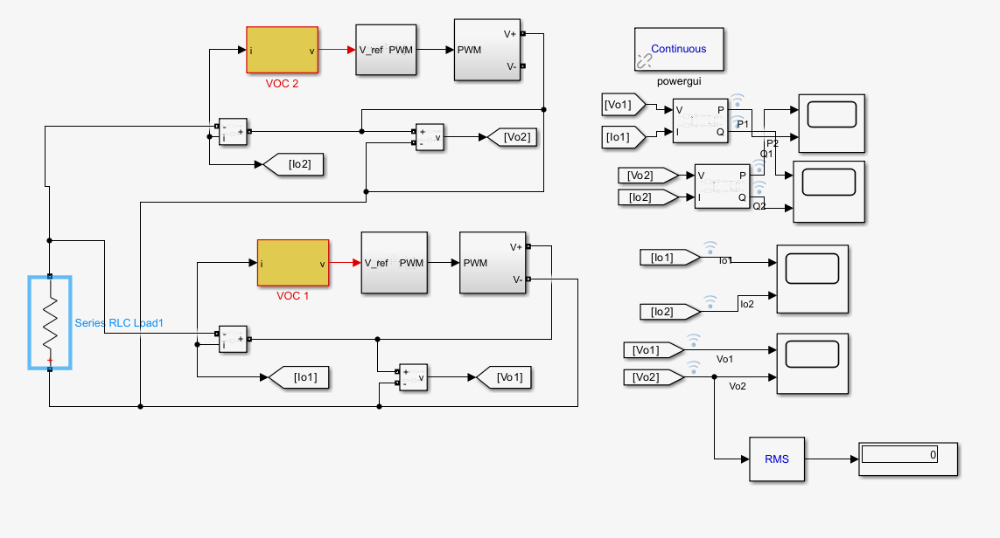 i v
VOC 2
V_ref PWM
PWM
V+
V-
- + i
+ - v
[Vo2]
[Io2]
i v
VOC 1
V_ref PWM
PWM
V+
V-
Series RLC Load1
+
- + i
[Io1]
+ - v
[Vo1]
Continuous
powergui
[Vo1]
[Io1]
V P
I Q
P1
P2
Q1
[Vo2]
[Io2]
V P
I Q
Q2
[Io1]
Io1
[Io2]
Io2
[Vo1]
Vo1
[Vo2]
Vo2
RMS
0